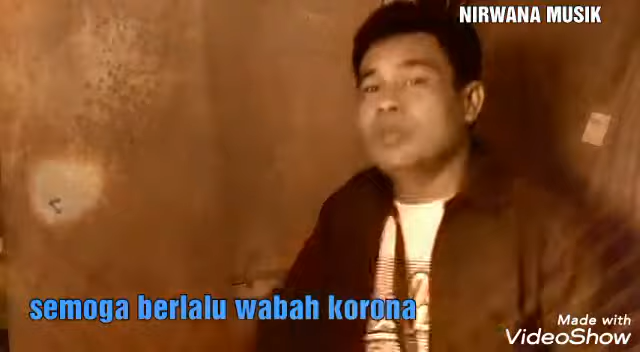 NIRWANA MUSIK
semoga berlalu wabah korona
Made with
VideoShow